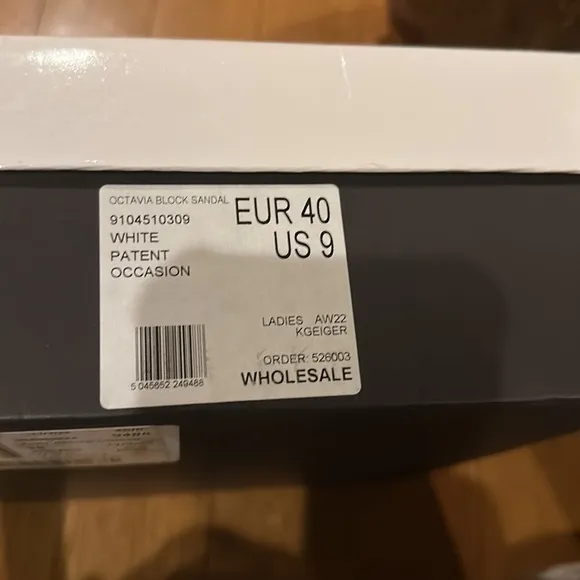 OCTAVIA BLOCK SANDAL
EUR 40
9104510309
US 9
WHITE
PATENT
OCCASION
LADIES AW22
KGEIGER
ORDER: 526003
WHOLESALE
5 045652 249488